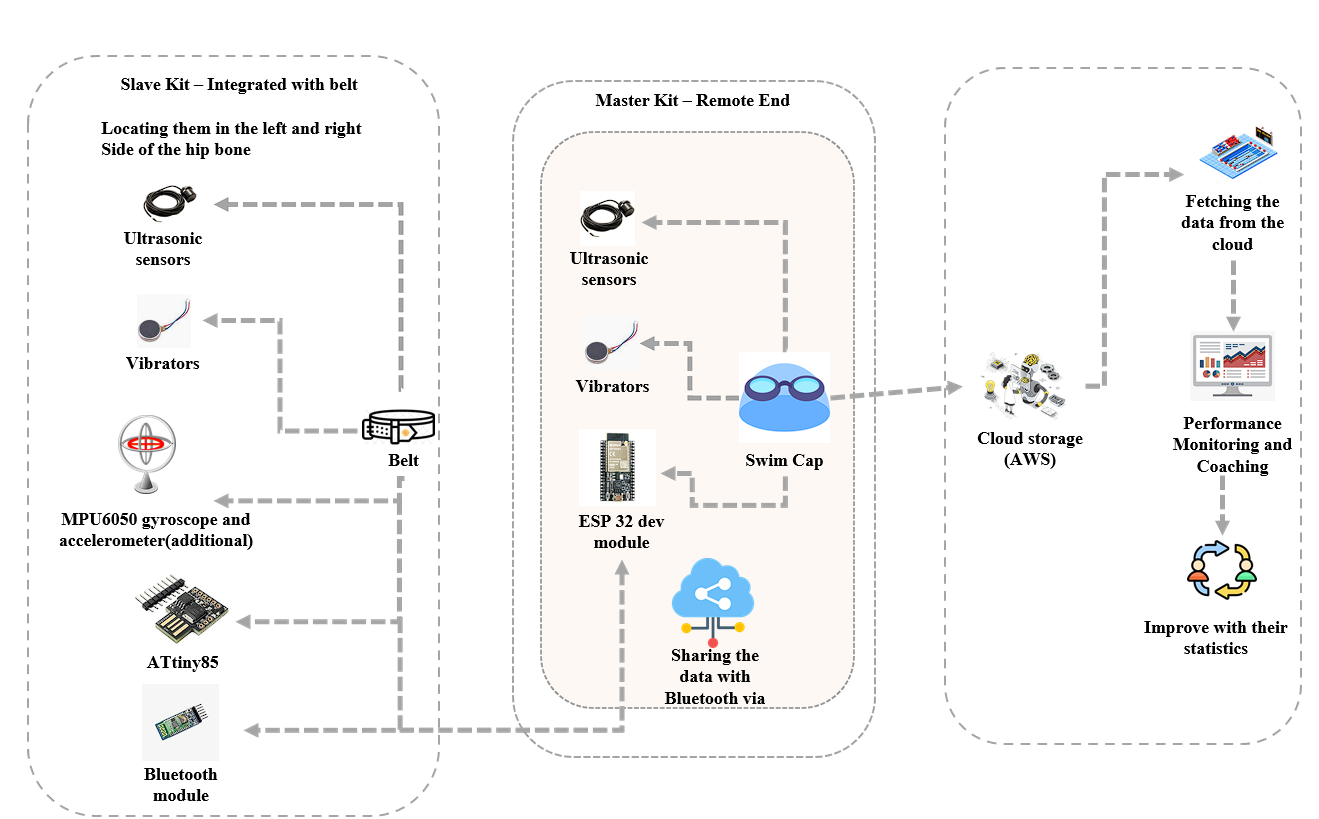 Slave Kit – Integrated with belt
Locating them in the left and right
Side of the hip bone
Ultrasonic
sensors
Vibrators
Belt
MPU6050 gyroscope and
accelerometer(additional)
ATtiny85
Bluetooth
module
Master Kit – Remote End
Ultrasonic
sensors
Vibrators
Swim Cap
ESP 32 dev
module
Sharing the
data with
Bluetooth via
Cloud storage
(AWS)
Fetching the
data from the
cloud
Performance
Monitoring and
Coaching
Improve with their
statistics